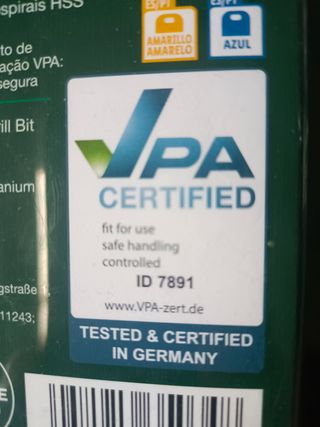 espirais HSS
ES/PT
AMARILLO
AMARELO
ES/PT
AZUL
to de
ação VPA:
segura
ill Bit
anium
VPA
CERTIFIED
fit for use
safe handling
controlled
ID 7891
www.VPA-zert.de
TESTED & CERTIFIED
IN GERMANY
gstraße 1,
11243;